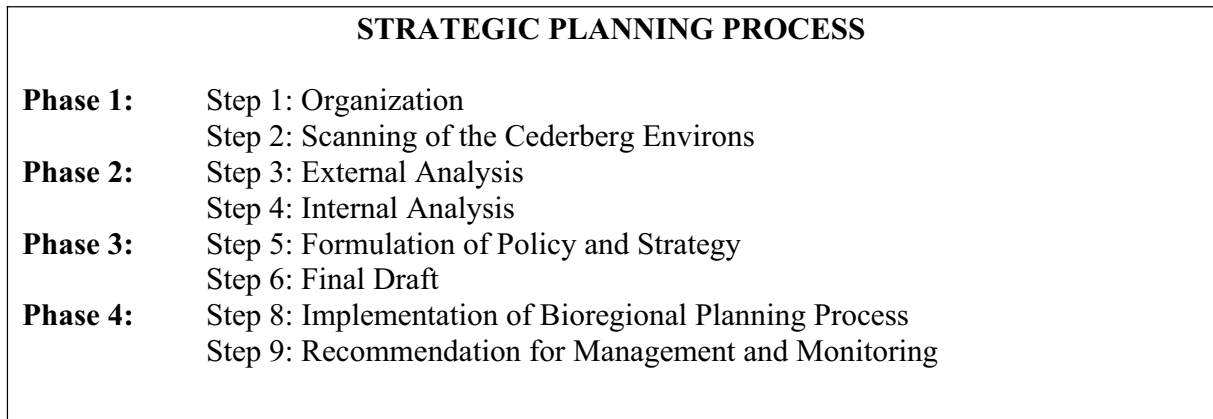 STRATEGIC PLANNING PROCESS
Phase 1: Step 1: Organization
Step 2: Scanning of the Cederberg Environs
Phase 2: Step 3: External Analysis
Step 4: Internal Analysis
Phase 3: Step 5: Formulation of Policy and Strategy
Step 6: Final Draft
Phase 4: Step 8: Implementation of Bioregional Planning Process
Step 9: Recommendation for Management and Monitoring